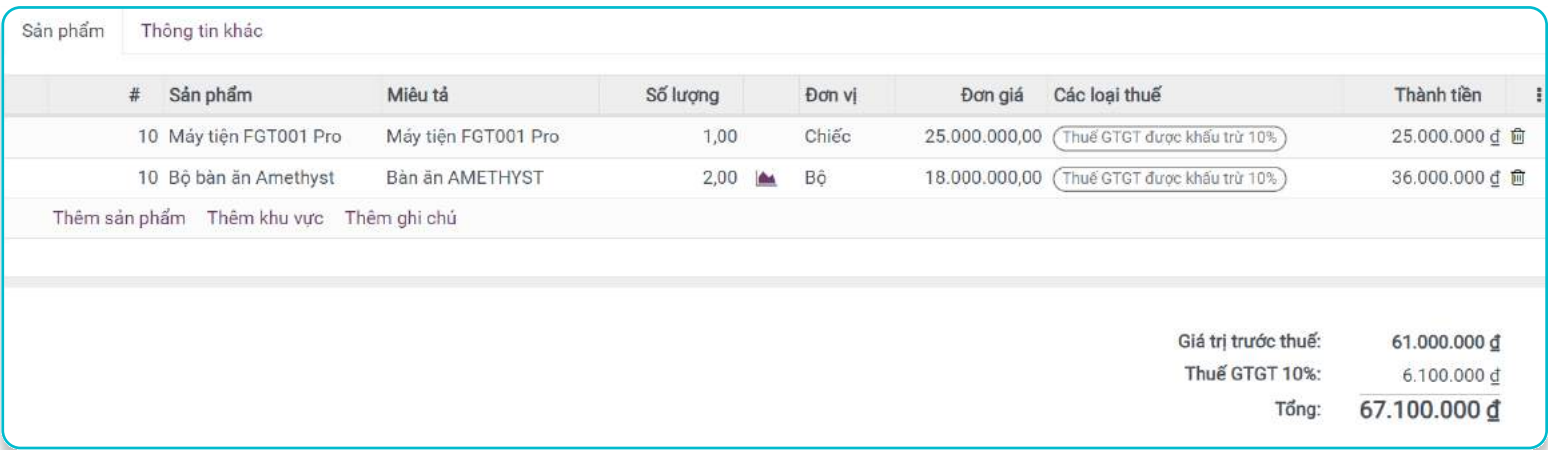 Sản phẩm Thông tin khác
# Sản phẩm Miêu tả Số lượng Đơn vị Đơn giá Các loại thuế Thành tiền
10 Máy tiện FGT001 Pro Máy tiện FGT001 Pro 1,00 Chiếc 25.000.000,00 Thuế GTGT được khấu trừ 10% 25.000.000 ₫
10 Bộ bàn ăn Amethyst Bàn ăn AMETHYST 2,00 Bộ 18.000.000,00 Thuế GTGT được khấu trừ 10% 36.000.000 ₫
Thêm sản phẩm Thêm khu vực Thêm ghi chú
Giá trị trước thuế: 61.000.000 ₫
Thuế GTGT 10%: 6.100.000 ₫
Tổng: 67.100.000 ₫